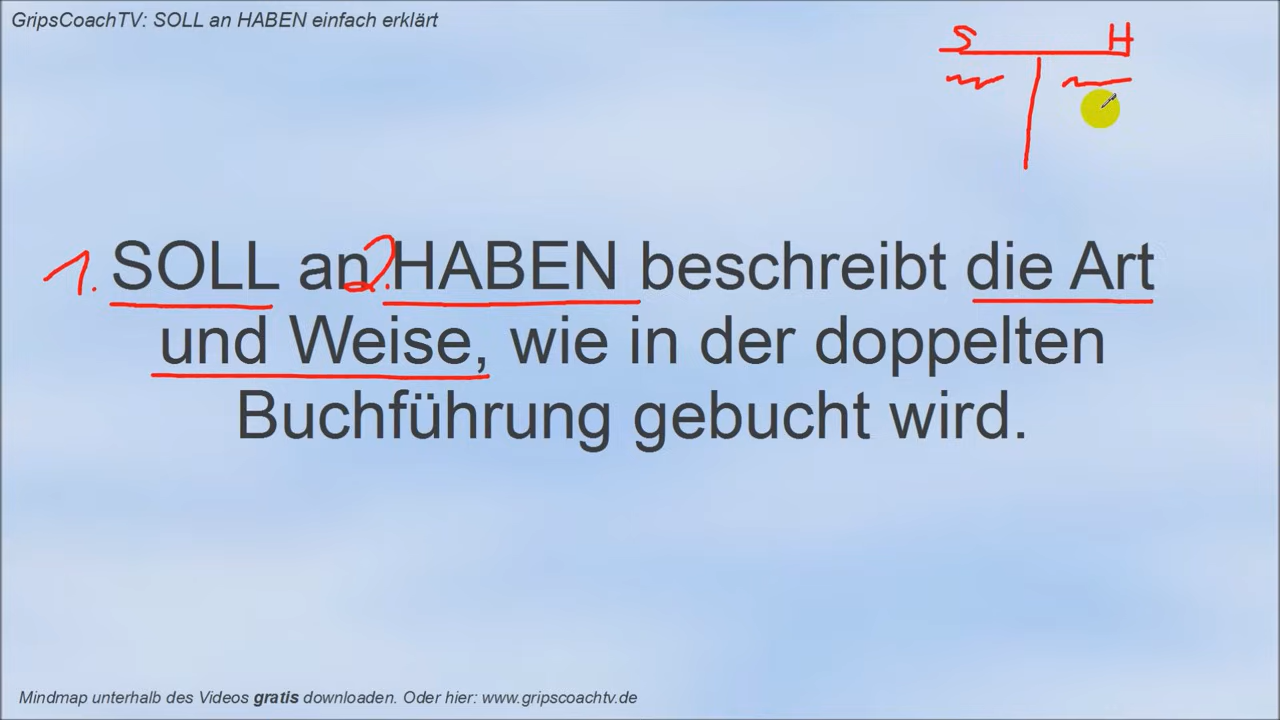 GripsCoachTV: SOLL an HABEN einfach erklärt
S H
1. SOLL an 2. HABEN beschreibt die Art
und Weise, wie in der doppelten
Buchführung gebucht wird.
Mindmap unterhalb des Videos gratis downloaden. Oder hier: www.gripscoachtv.de